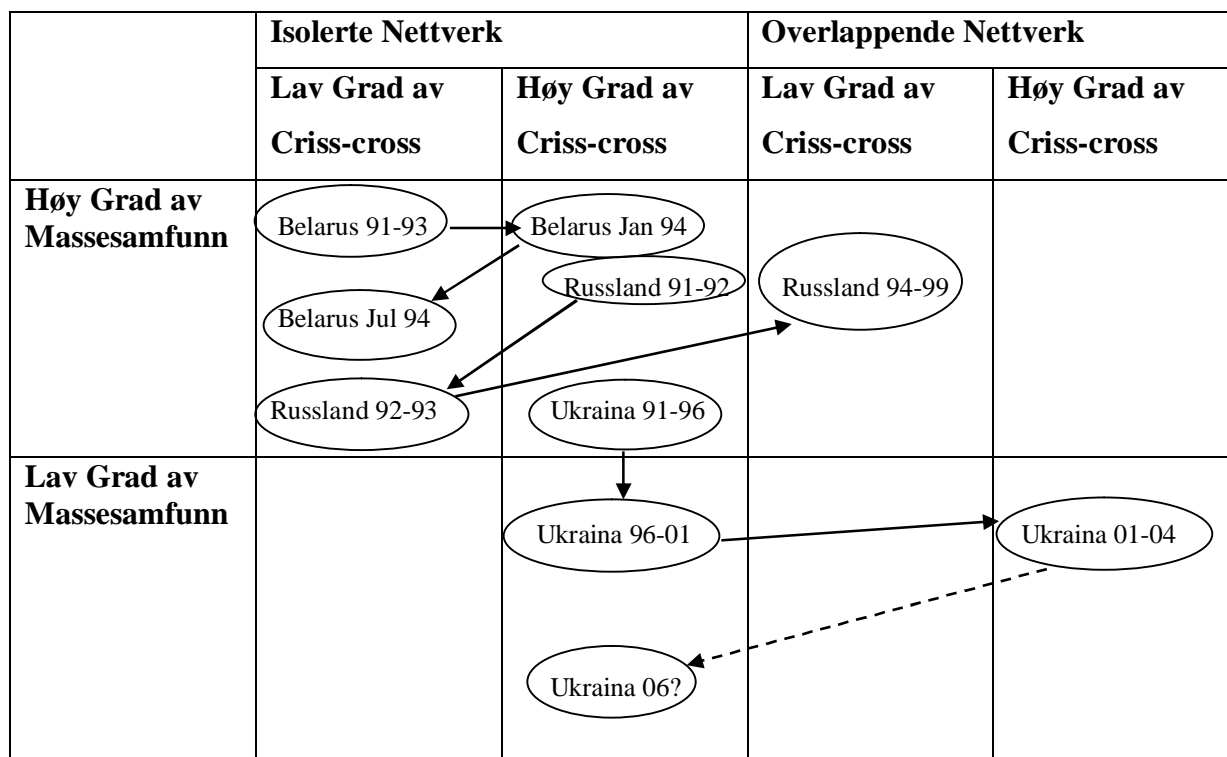 Isolerte Nettverk
Overlappende Nettverk
Lav Grad av
Criss-cross
Høy Grad av
Criss-cross
Lav Grad av
Criss-cross
Høy Grad av
Criss-cross
Høy Grad av
Massesamfunn
Belarus 91-93
Belarus Jan 94
Russland 91-92
Russland 94-99
Belarus Jul 94
Russland 92-93
Ukraina 91-96
Lav Grad av
Massesamfunn
Ukraina 96-01
Ukraina 01-04
Ukraina 06?